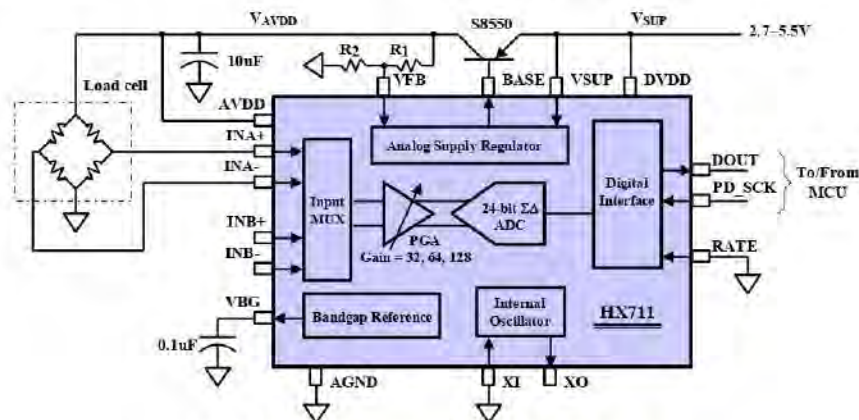 VAVDD
S8550
VSUP
2.7–5.5V
R2
R1
10uF
VFB
BASE
VSUP
DVDD
Load cell
AVDD
INA+
INA-
INB+
INB-
VBG
0.1uF
AGND
XI
XO
Analog Supply Regulator
Input
MUX
PGA
Gain = 32, 64, 128
24-bit ΣΔ
ADC
Digital
Interface
DOUT
PD_SCK
To/From
MCU
RATE
Bandgap Reference
Internal
Oscillator
HX711